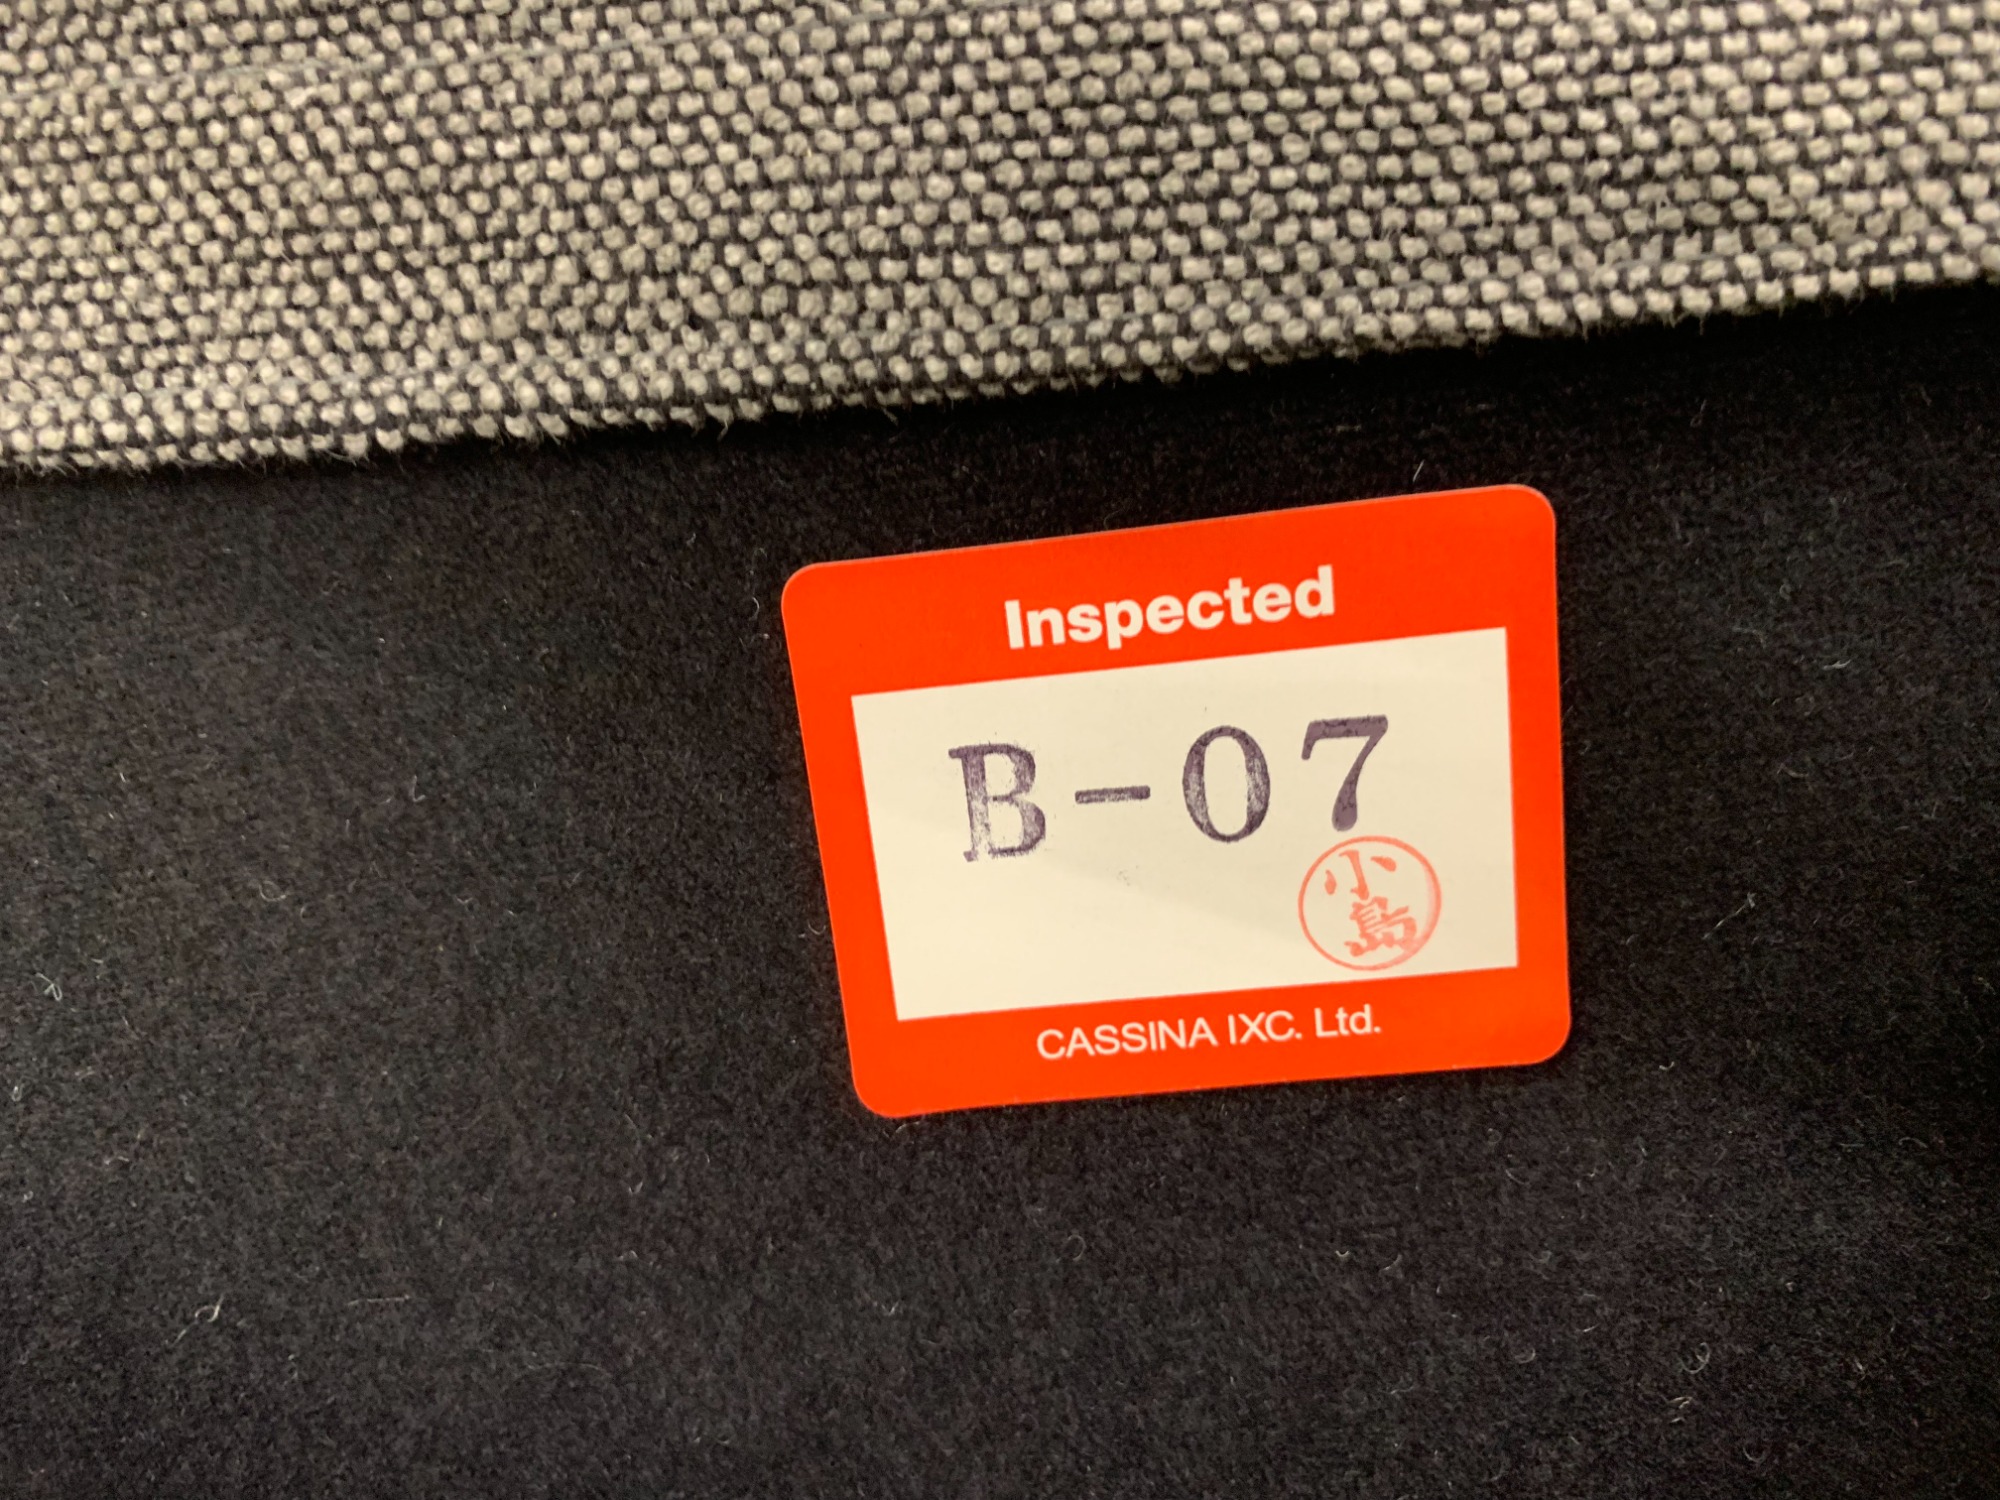 Inspected
B-07
小
島
CASSINA IXC. Ltd.